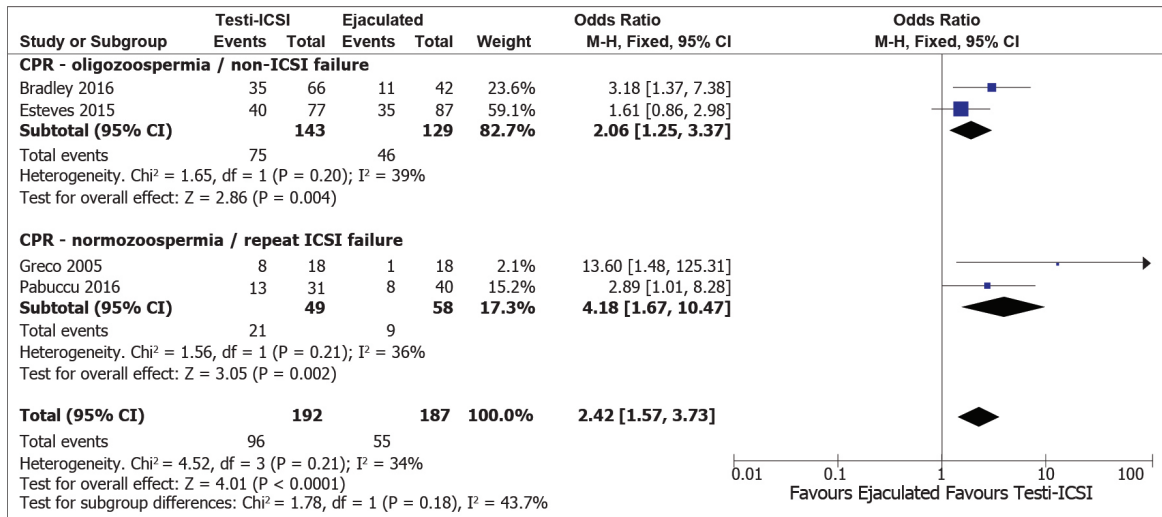 Testi-ICSI Ejaculated Odds Ratio Odds Ratio
Study or Subgroup Events Total Events Total Weight M-H, Fixed, 95% CI M-H, Fixed, 95% CI
CPR - oligozoospermia / non-ICSI failure
Bradley 2016 35 66 11 42 23.6% 3.18 [1.37, 7.38]
Esteves 2015 40 77 35 87 59.1% 1.61 [0.86, 2.98]
Subtotal (95% CI) 143 129 82.7% 2.06 [1.25, 3.37]
Total events 75 46
Heterogeneity. Chi² = 1.65, df = 1 (P = 0.20); I² = 39%
Test for overall effect: Z = 2.86 (P = 0.004)
CPR - normozoospermia / repeat ICSI failure
Greco 2005 8 18 1 18 2.1% 13.60 [1.48, 125.31]
Pabuccu 2016 13 31 8 40 15.2% 2.89 [1.01, 8.28]
Subtotal (95% CI) 49 58 17.3% 4.18 [1.67, 10.47]
Total events 21 9
Heterogeneity. Chi² = 1.56, df = 1 (P = 0.21); I² = 36%
Test for overall effect: Z = 3.05 (P = 0.002)
Total (95% CI) 192 187 100.0% 2.42 [1.57, 3.73]
Total events 96 55
Heterogeneity. Chi² = 4.52, df = 3 (P = 0.21); I² = 34%
Test for overall effect: Z = 4.01 (P < 0.0001)
Test for subgroup differences: Chi² = 1.78, df = 1 (P = 0.18), I² = 43.7%
0.01 0.1 1 10 100
Favours Ejaculated Favours Testi-ICSI